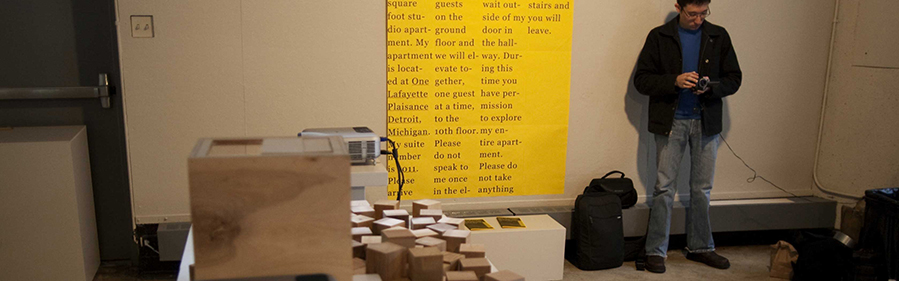 square
foot stu-
dio apart-
ment. My
apartment
is locat-
ed at One
Lafayette
Plaisance
Detroit,
Michigan.
My suite
number
is 1011.
Please
arrive
guests
on the
ground
floor and
we will el-
evate to-
gether,
one guest
at a time,
to the
10th floor.
Please
do not
speak to
me once
in the el-
wait out-
side of my
door in
the hall-
way. Dur-
ing this
time you
have per-
mission
to explore
my en-
tire apart-
ment.
Please do
not take
anything
stairs and
you will
leave.